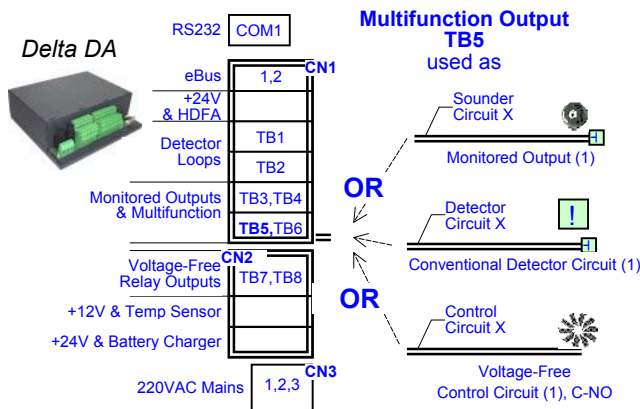 Delta DA
RS232 COM1
CN1
eBus 1,2
+24V
& HDFA
Detector
Loops
TB1
TB2
Monitored Outputs
& Multifunction
TB3,TB4
TB5,TB6
CN2
Voltage-Free
Relay Outputs
TB7,TB8
+12V & Temp Sensor
+24V & Battery Charger
CN3
220VAC Mains 1,2,3
Multifunction Output
TB5
used as
Sounder
Circuit X
Monitored Output (1)
OR
Detector
Circuit X
!
Conventional Detector Circuit (1)
OR
Control
Circuit X
Voltage-Free
Control Circuit (1), C-NO